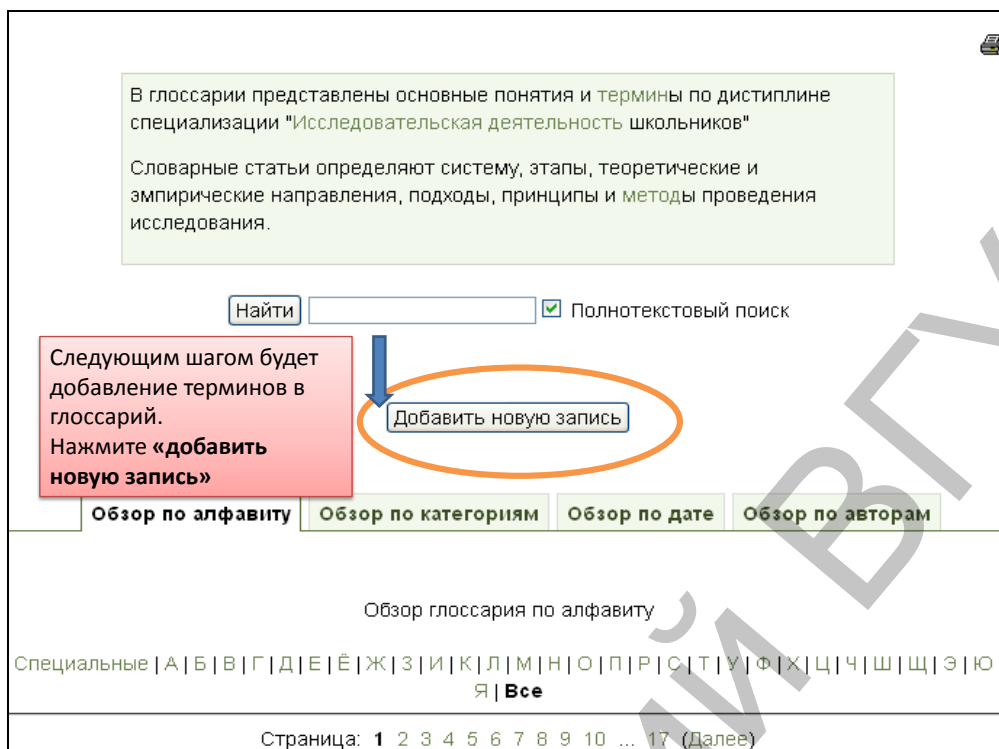 В глоссарии представлены основные понятия и термины по дистиплине
специализации "Исследовательская деятельность школьников"
Словарные статьи определяют систему, этапы, теоретические и
эмпирические направления, подходы, принципы и методы проведения
исследования.
Найти
Полнотекстовый поиск
Следующим шагом будет
добавление терминов в
глоссарий.
Нажмите «добавить
новую запись»
Добавить новую запись
Обзор по алфавиту Обзор по категориям Обзор по дате Обзор по авторам
Обзор глоссария по алфавиту
Специальные | А | Б | В | Г | Д | Е | Ё | Ж | З | И | К | Л | М | Н | О | П | Р | С | Т | У | Ф | Х | Ц | Ч | Ш | Щ | Э | Ю
Я | Все
Страница: 1 2 3 4 5 6 7 8 9 10 ... 17 (Далее)